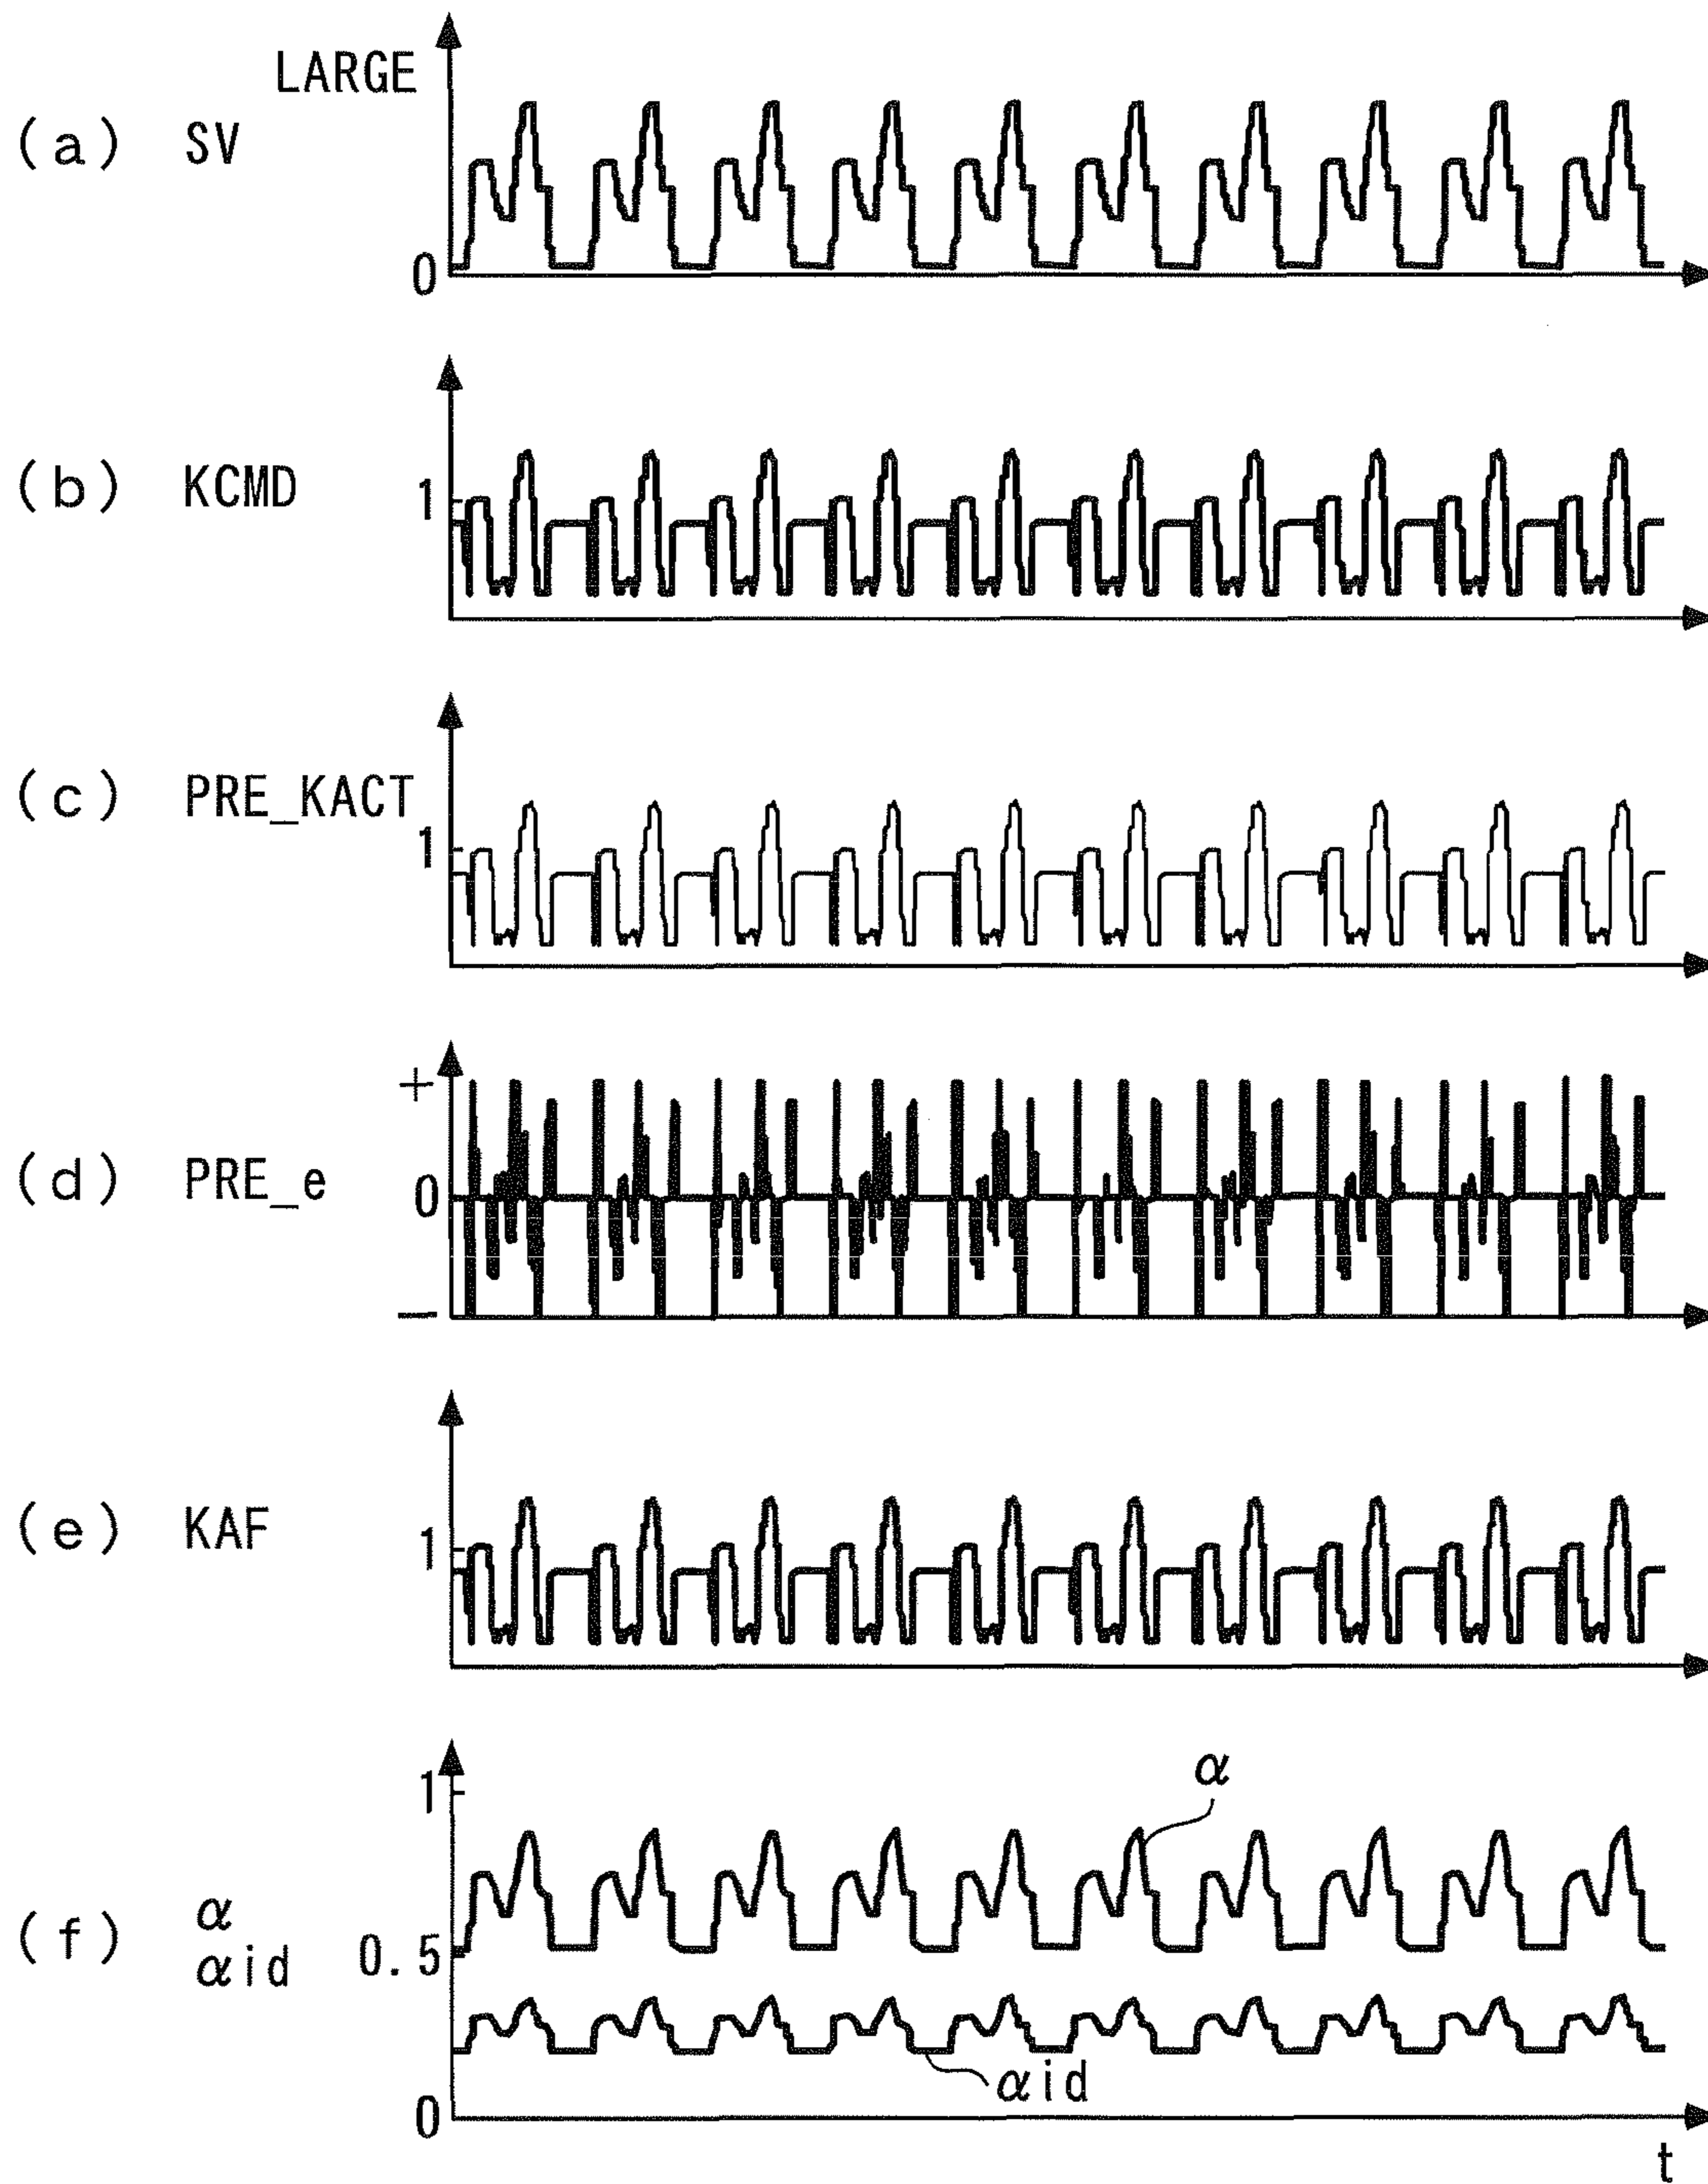 LARGE
(a) SV
0
(b) KCMD
1
(c) PRE_KACT
1
+
(d) PRE_e
0
−
(e) KAF
1
1
α
(f) α
αid
0.5
αid
0
t